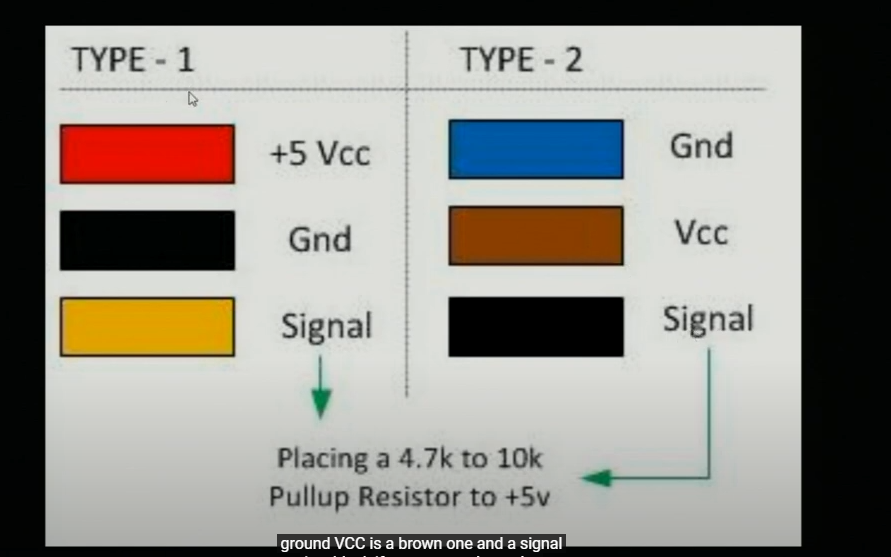 TYPE - 1
TYPE - 2
+5 Vcc
Gnd
Gnd
Vcc
Signal
Signal
Placing a 4.7k to 10k
Pullup Resistor to +5v
ground VCC is a brown one and a signal